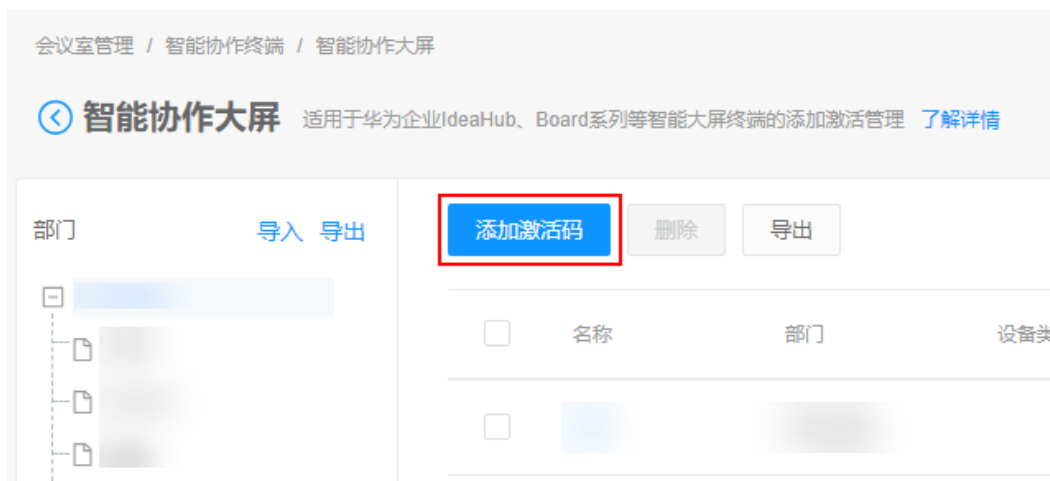 会议室管理 / 智能协作终端 / 智能协作大屏
智能协作大屏 适用于华为企业IdeaHub、Board系列等智能大屏终端的添加激活管理 了解详情
部门 导入 导出
添加激活码 删除 导出
名称 部门 设备类